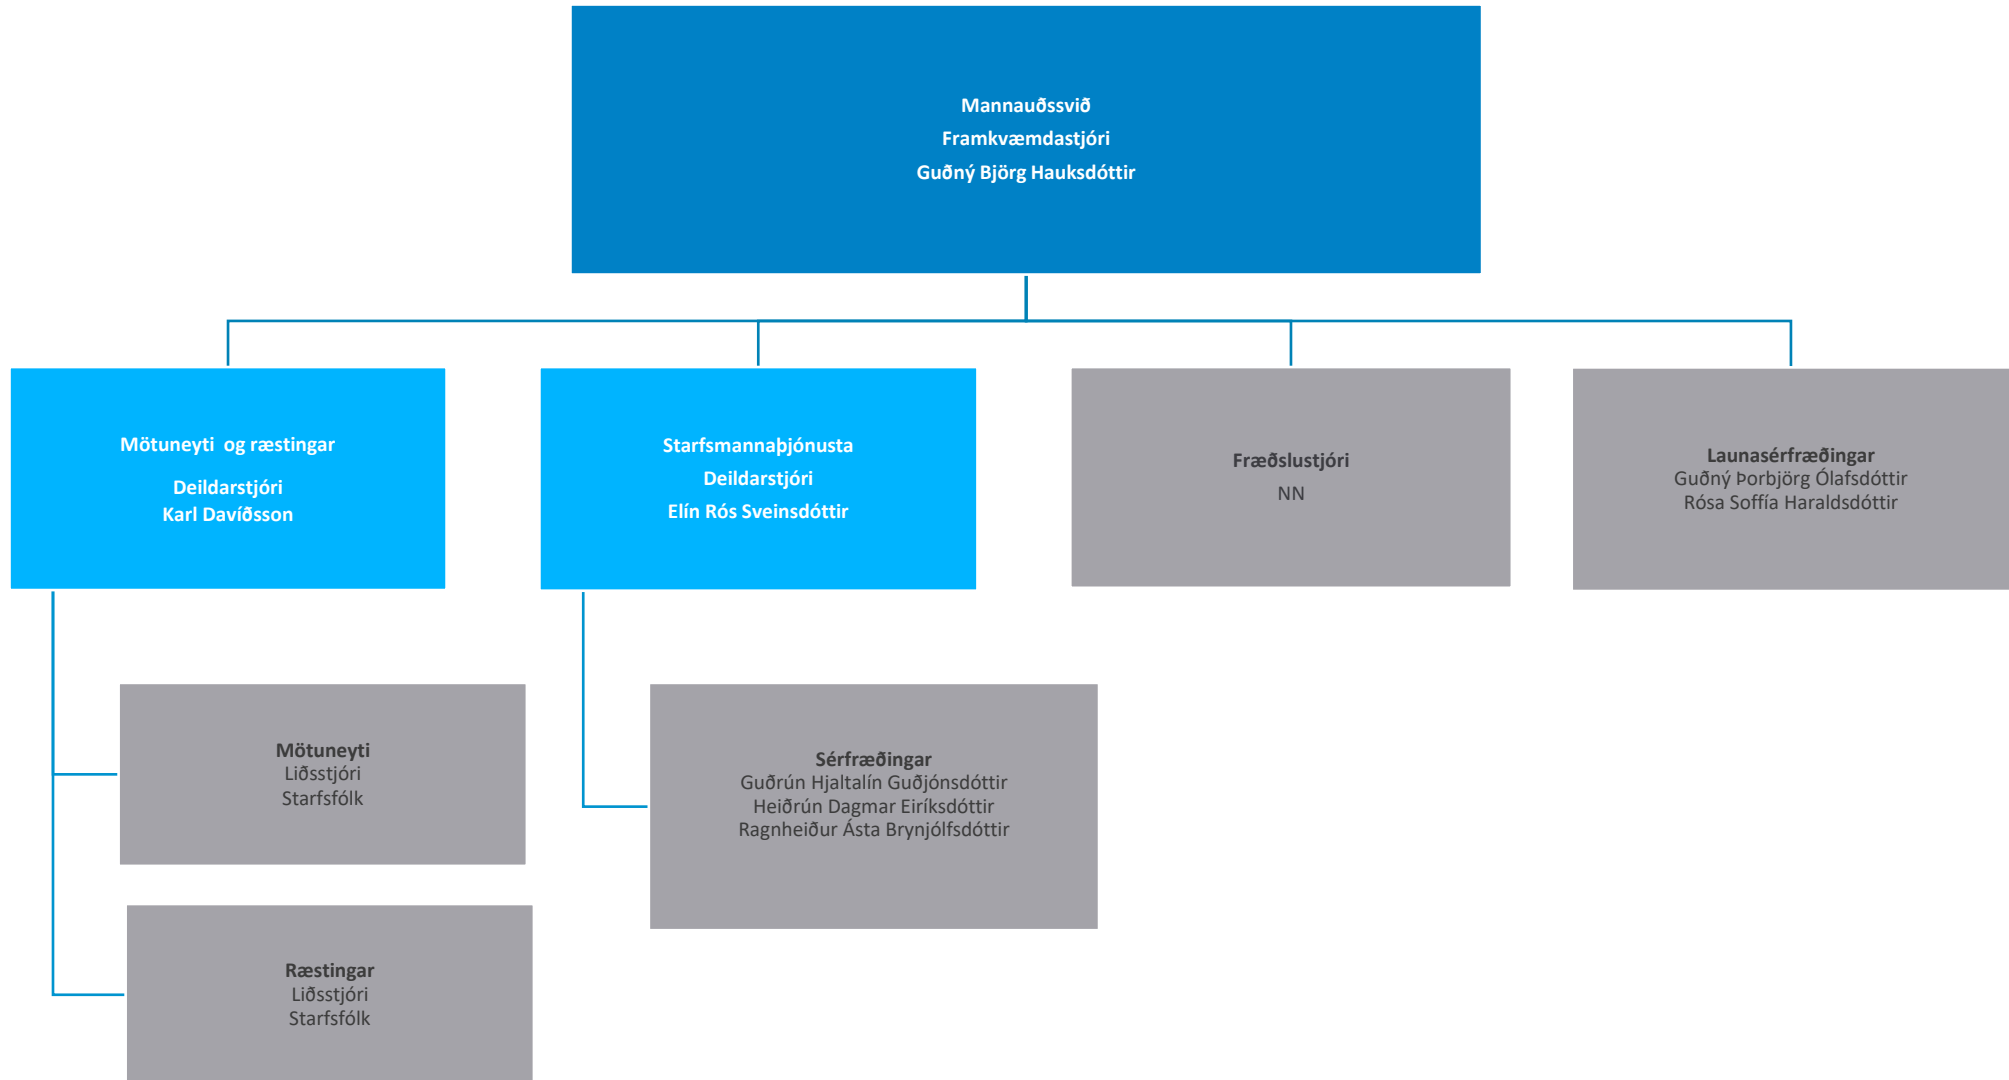 Mannauðssvið
Framkvæmdastjóri
Guðný Björg Hauksdóttir
Mötuneyti og ræstingar
Deildarstjóri
Karl Davíðsson
Starfsmannaþjónusta
Deildarstjóri
Elín Rós Sveinsdóttir
Fræðslustjóri
NN
Launasérfræðingar
Guðný Þorbjörg Ólafsdóttir
Rósa Soffía Haraldsdóttir
Mötuneyti
Liðsstjóri
Starfsfólk
Sérfræðingar
Guðrún Hjaltalín Guðjónsdóttir
Heiðrún Dagmar Eiríksdóttir
Ragnheiður Ásta Brynjólfsdóttir
Ræstingar
Liðsstjóri
Starfsfólk